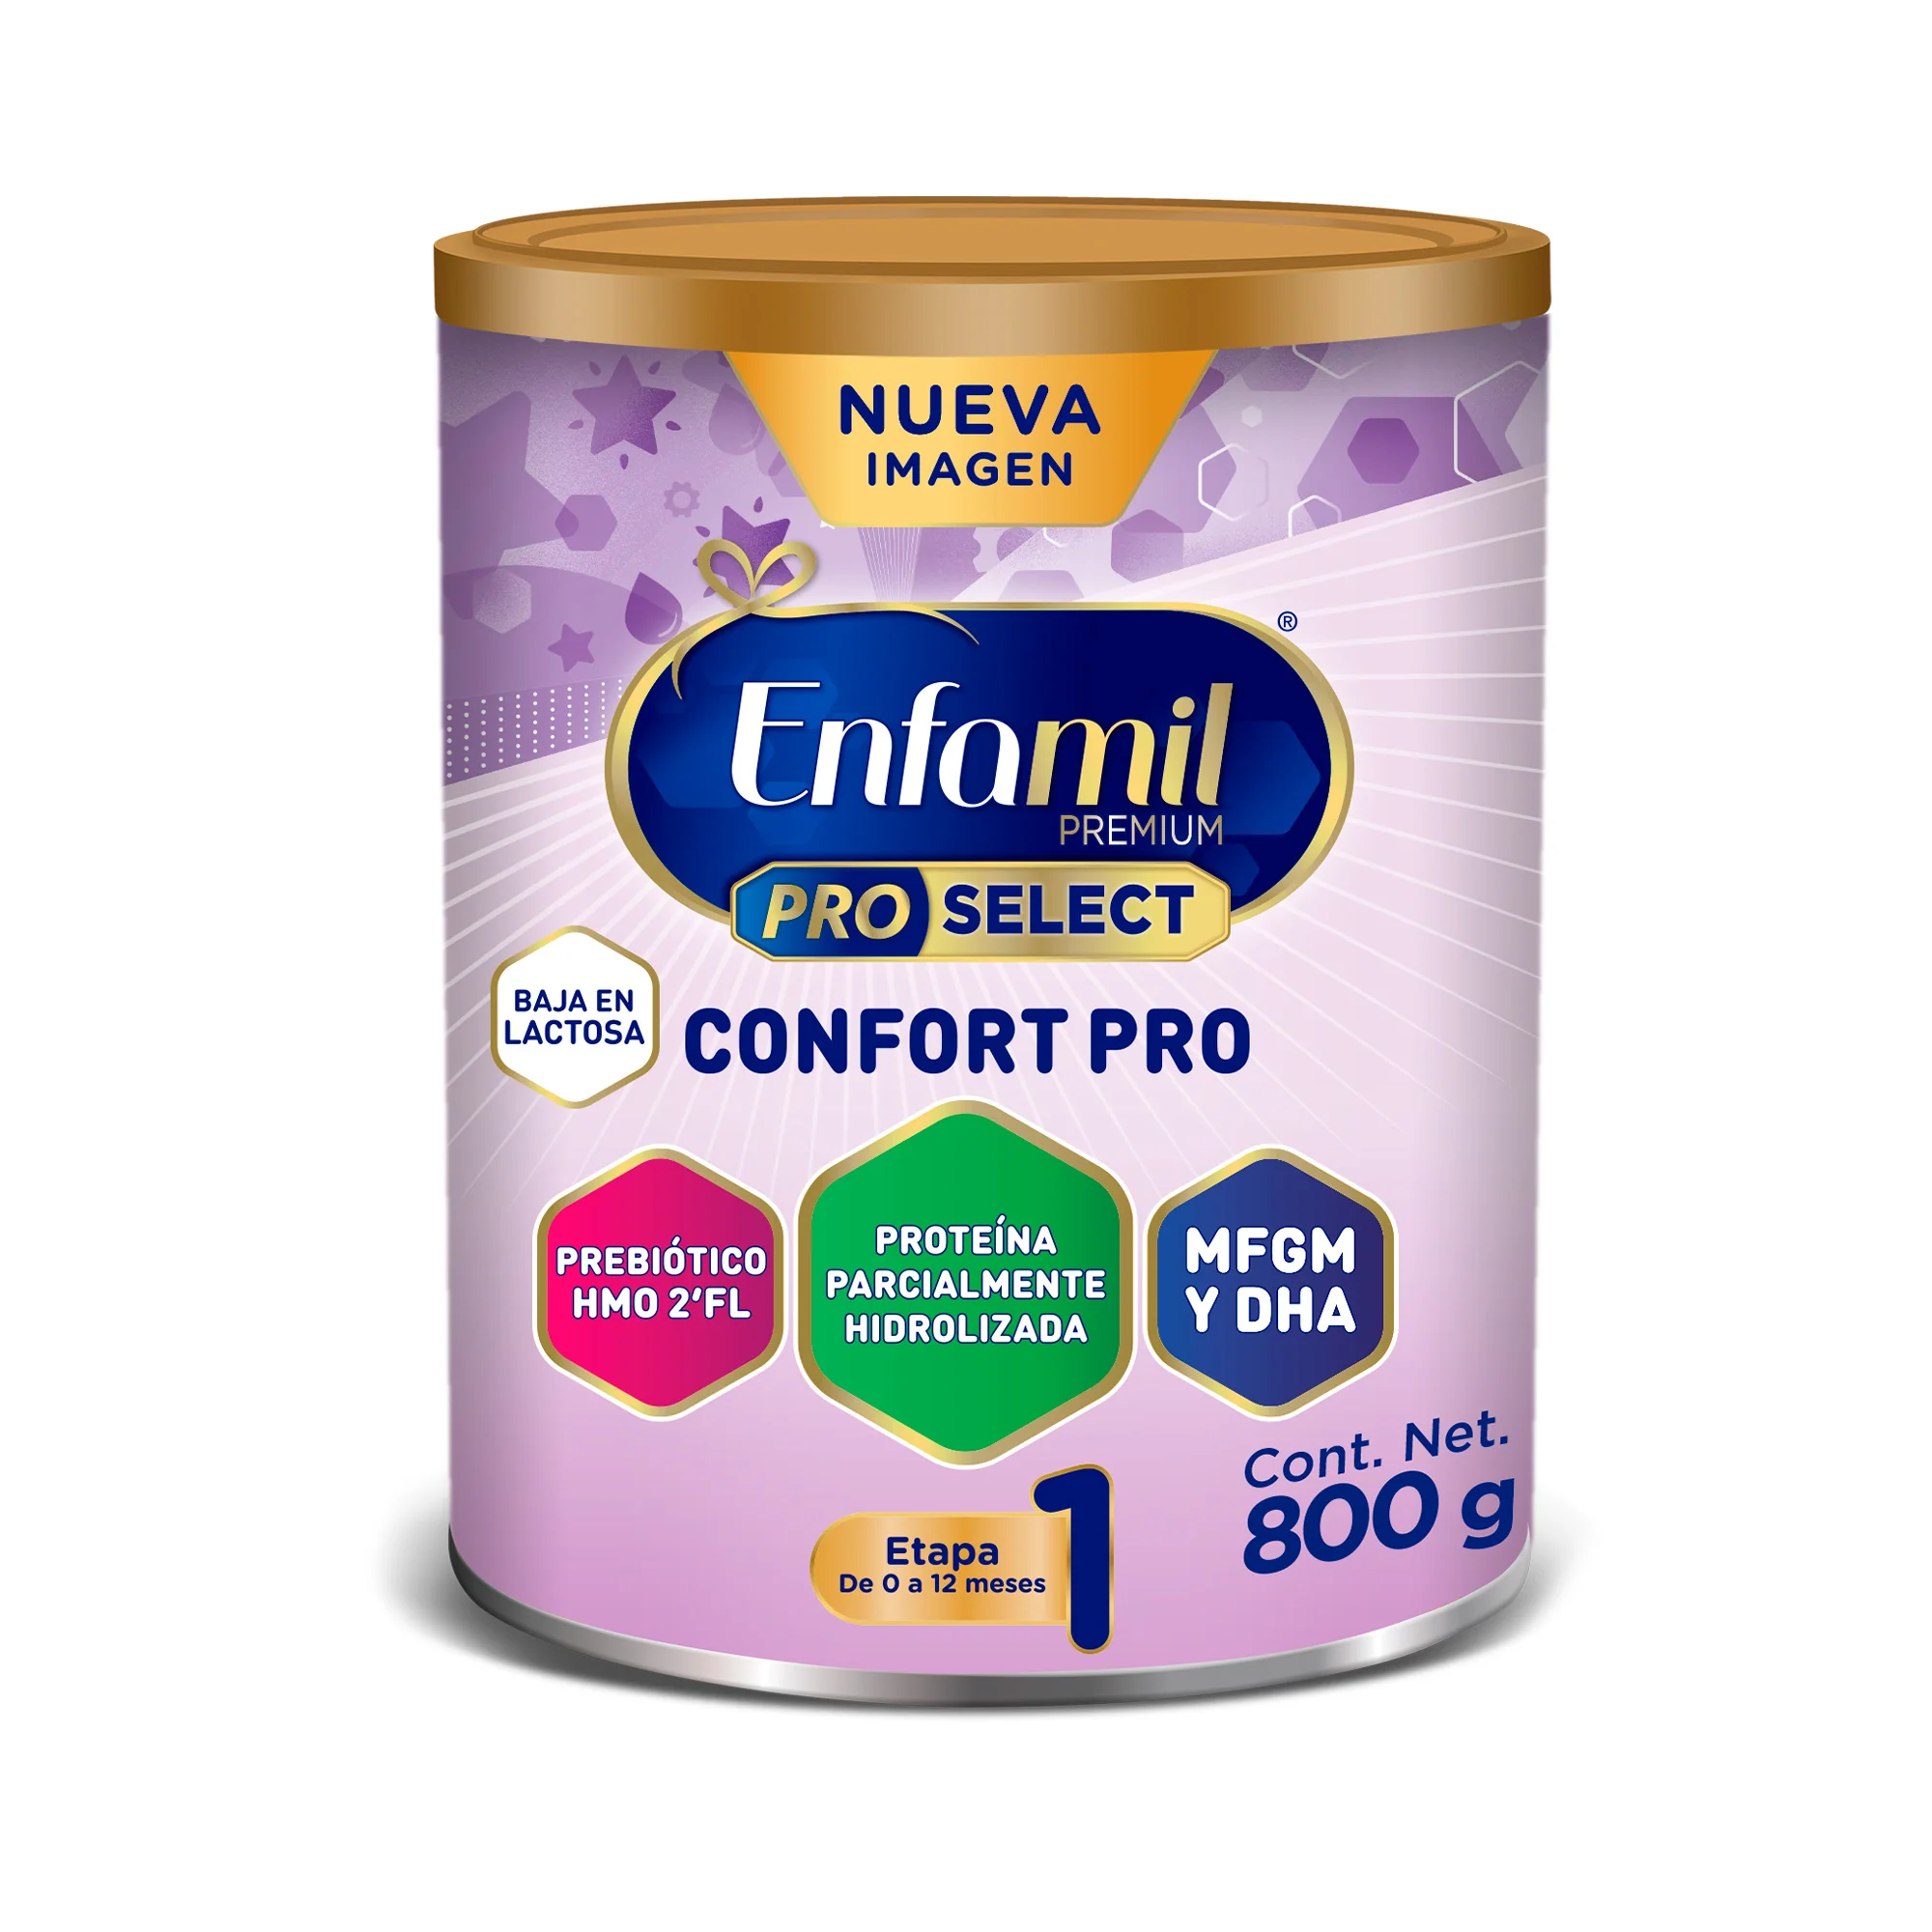 NUEVA
IMAGEN
Enfamil®
PREMIUM
PRO SELECT
BAJA EN
LACTOSA
CONFORT PRO
PREBIÓTICO
HMO 2'FL
PROTEÍNA
PARCIALMENTE
HIDROLIZADA
MFGM
Y DHA
Etapa 1
De 0 a 12 meses
Cont. Net.
800 g